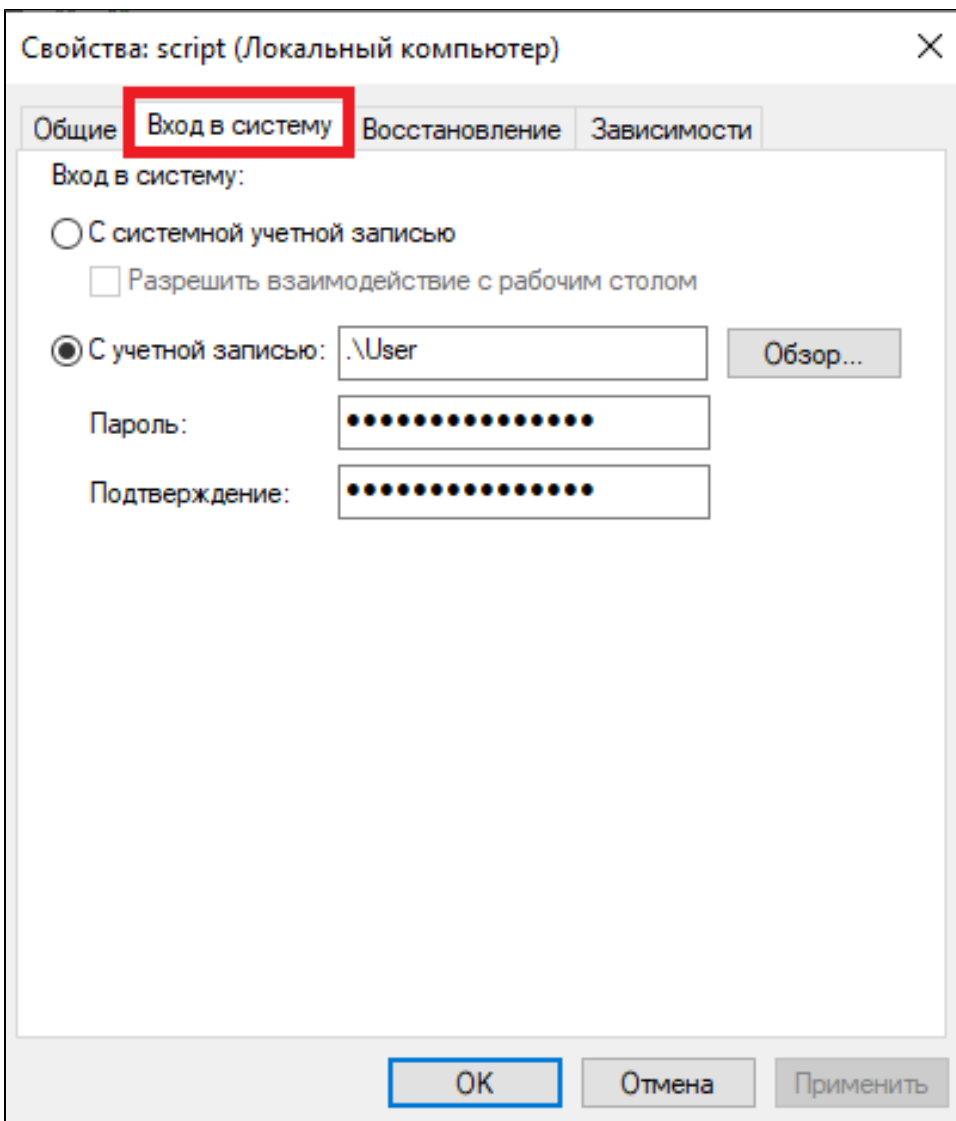 Свойства: script (Локальный компьютер)
Общие Вход в систему Восстановление Зависимости
Вход в систему:
С системной учетной записью
Разрешить взаимодействие с рабочим столом
С учетной записью: .\User Обзор...
Пароль: ●●●●●●●●●●●●●●●
Подтверждение: ●●●●●●●●●●●●●●●
OK Отмена Применить